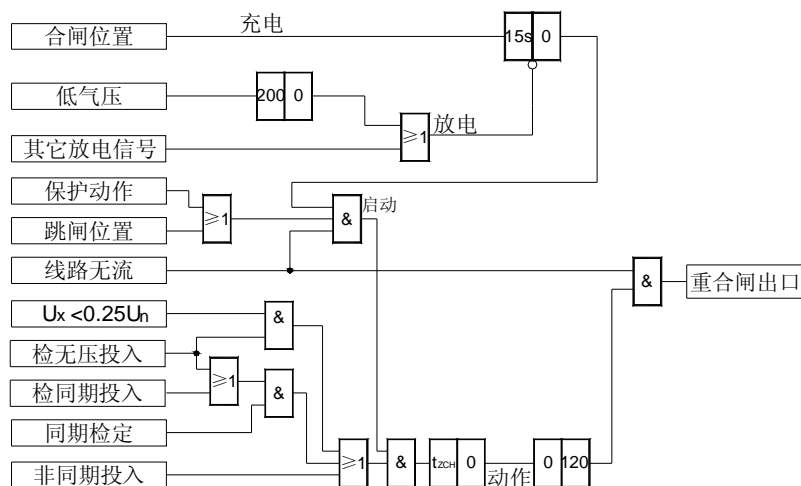 合闸位置
充电
15s 0
低气压
200 0
≥1
放电
其它放电信号
保护动作
≥1
&
启动
跳闸位置
线路无流
&
重合闸出口
Ux <0.25Un
&
检无压投入
≥1
&
检同期投入
同期检定
非同期投入
≥1
&
tZCH 0
动作
0 120